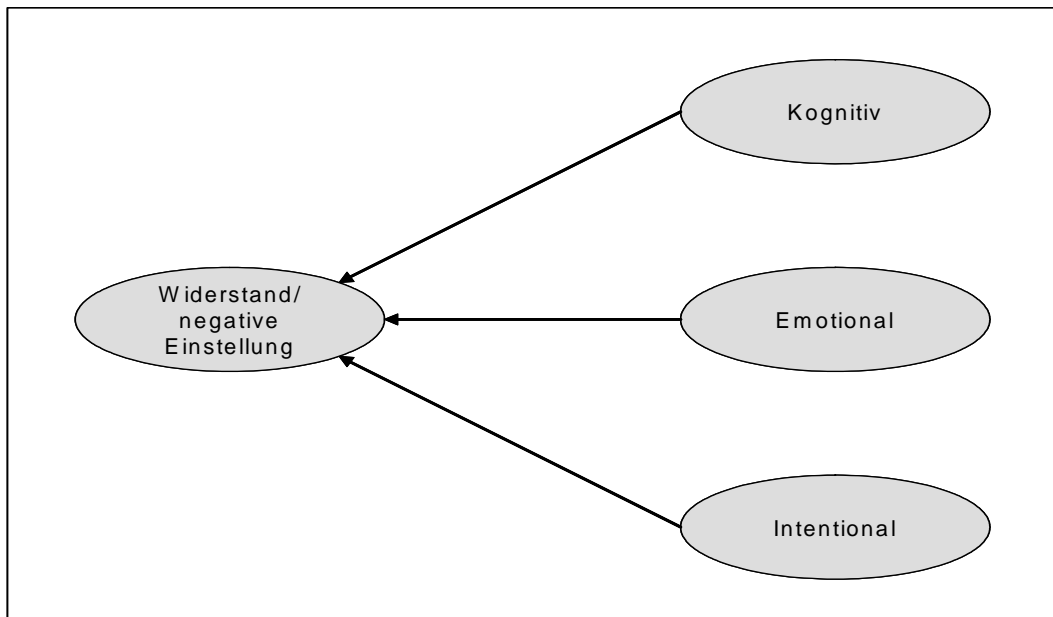 Kognitiv
Widerstand/
negative
Einstellung
Emotional
Intentional